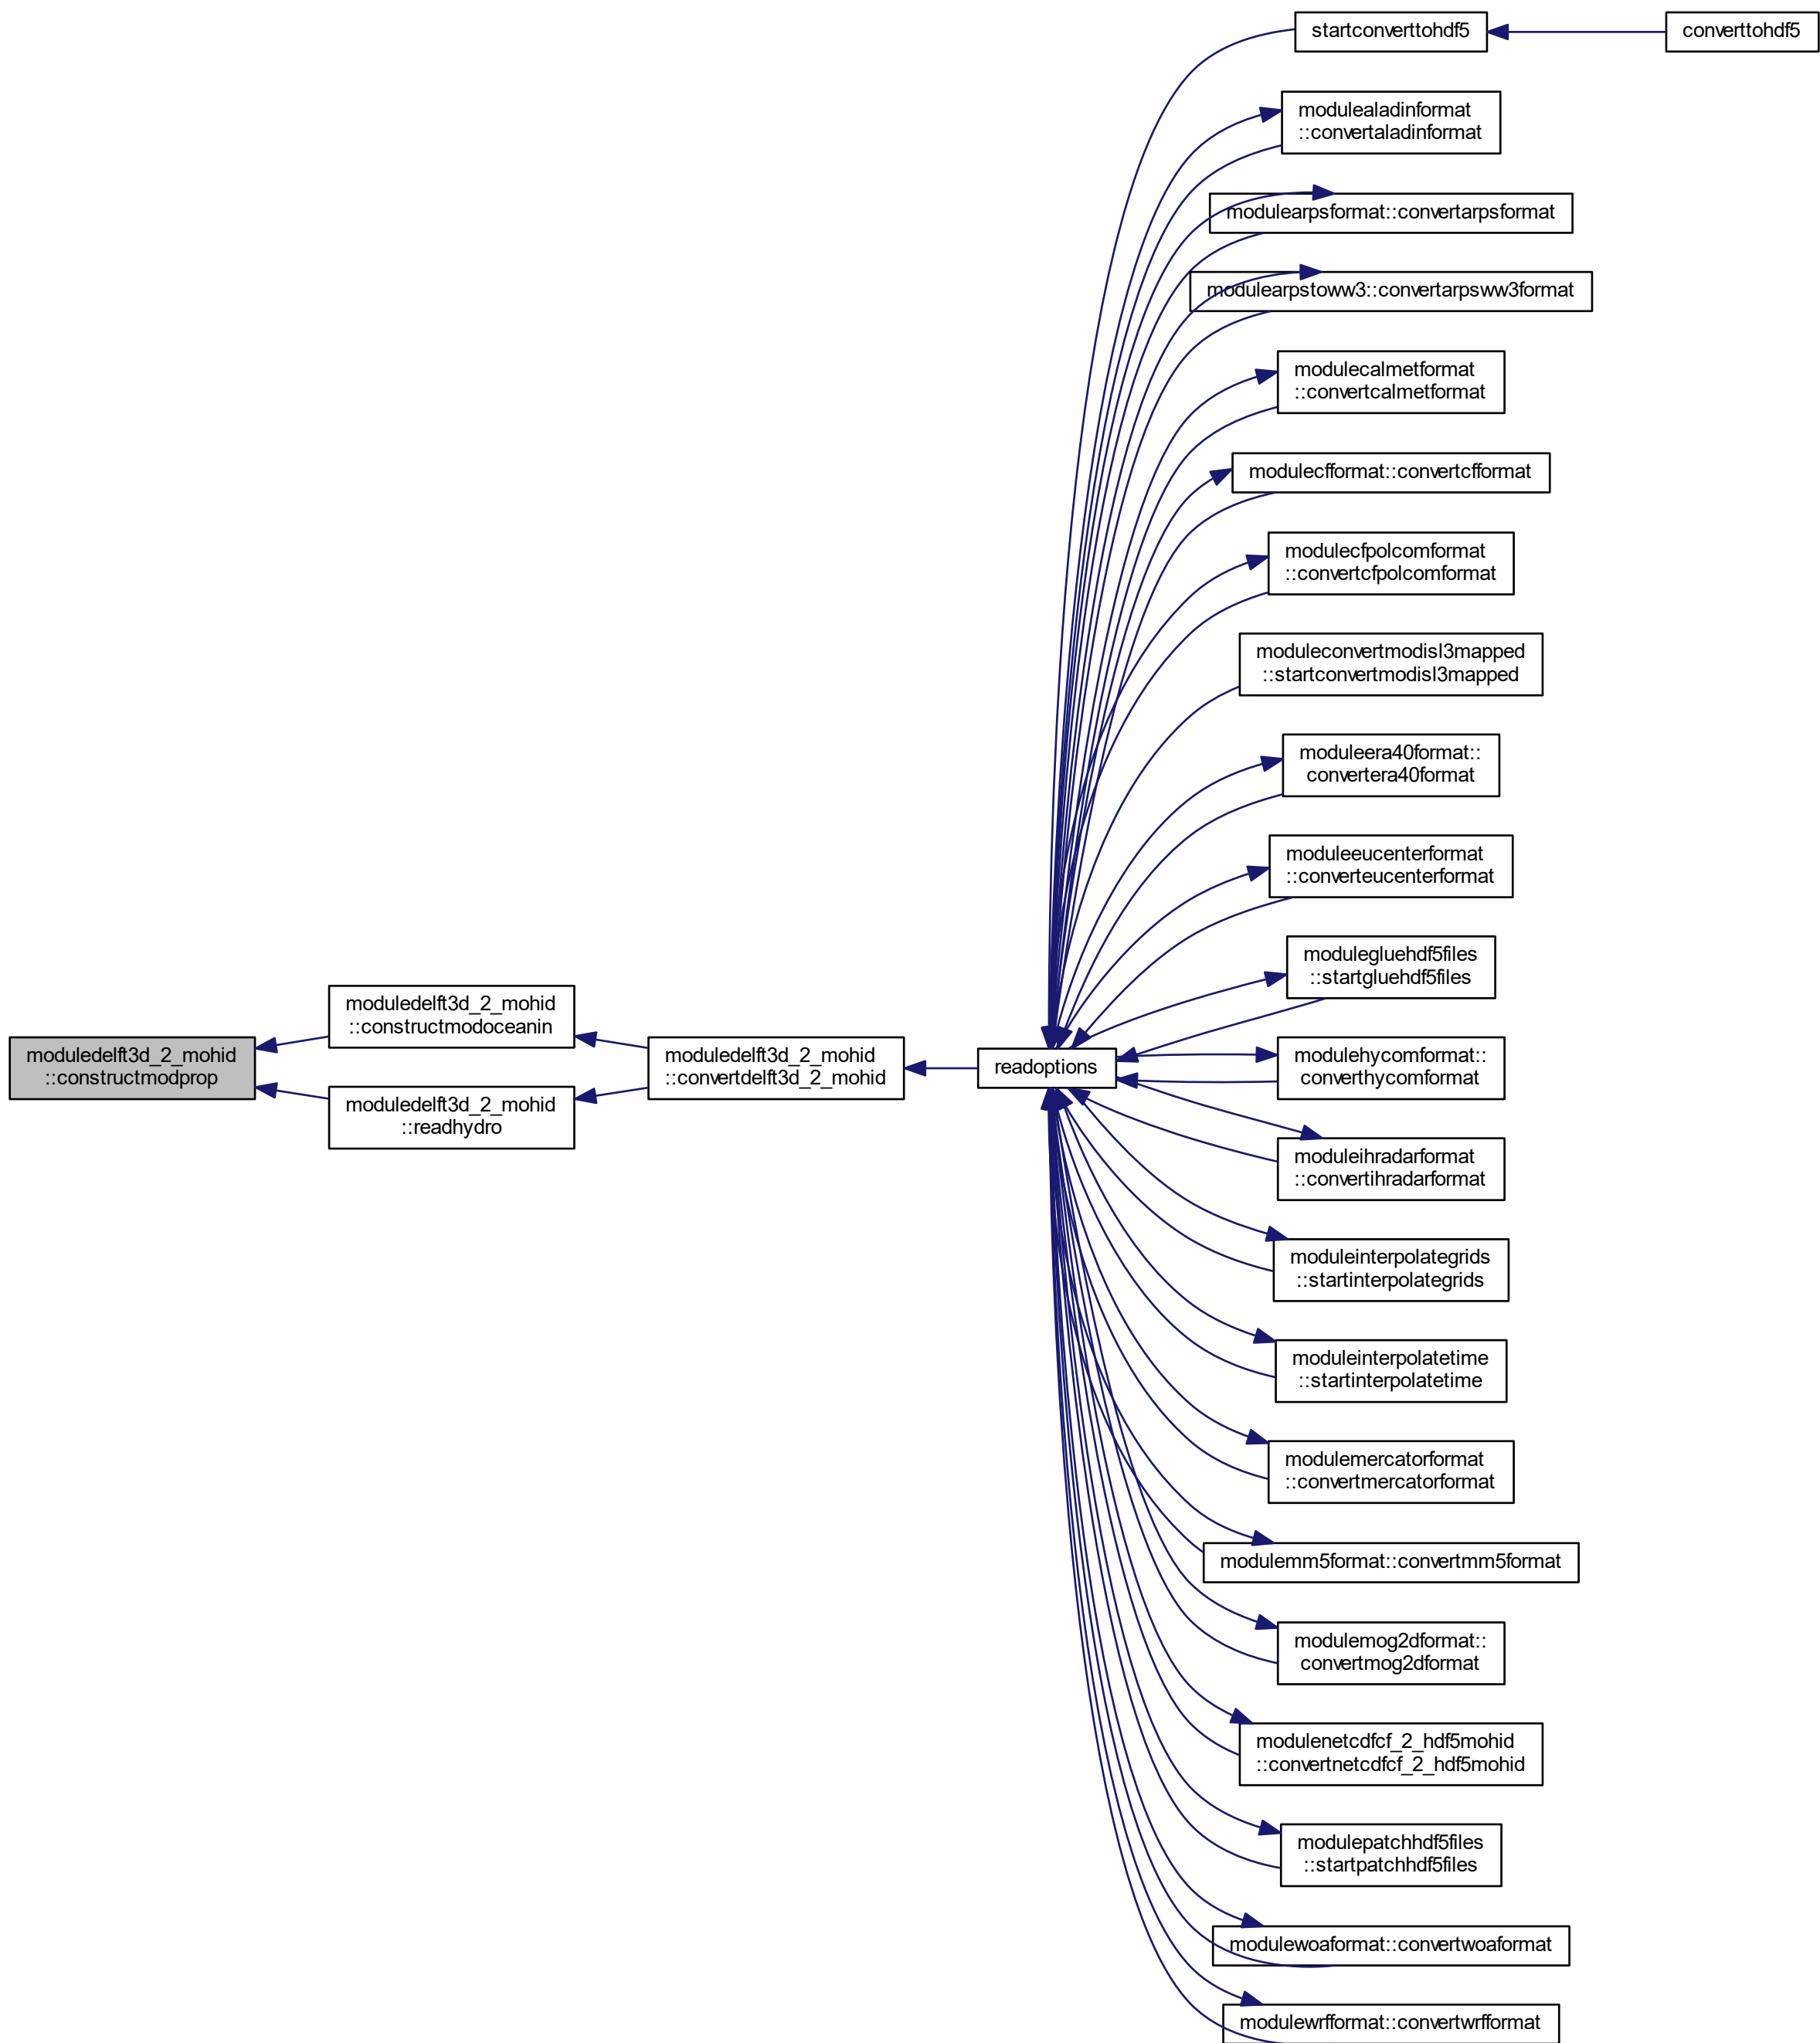 startconverttohdf5
converttohdf5
modulealadinformat
::convertaladinformat
modulearpsformat::convertarpsformat
modulearpstoww3::convertarpsww3format
modulecalmetformat
::convertcalmetformat
modulecfformat::convertcfformat
modulecfpolcomformat
::convertcfpolcomformat
moduleconvertmodisl3mapped
::startconvertmodisl3mapped
moduleera40format::
convertera40format
moduleeucenterformat
::converteucenterformat
modulegluehdf5files
::startgluehdf5files
moduledelft3d_2_mohid
::constructmodprop
moduledelft3d_2_mohid
::constructmodoceanin
moduledelft3d_2_mohid
::readhydro
moduledelft3d_2_mohid
::convertdelft3d_2_mohid
readoptions
modulehycomformat::
converthycomformat
moduleihradarformat
::convertihradarformat
moduleinterpolategrids
::startinterpolategrids
moduleinterpolatetime
::startinterpolatetime
modulemercatorformat
::convertmercatorformat
modulemm5format::convertmm5format
modulemog2dformat::
convertmog2dformat
modulenetcdfcf_2_hdf5mohid
::convertnetcdfcf_2_hdf5mohid
modulepatchhdf5files
::startpatchhdf5files
modulewoaformat::convertwoaformat
modulewrfformat::convertwrfformat